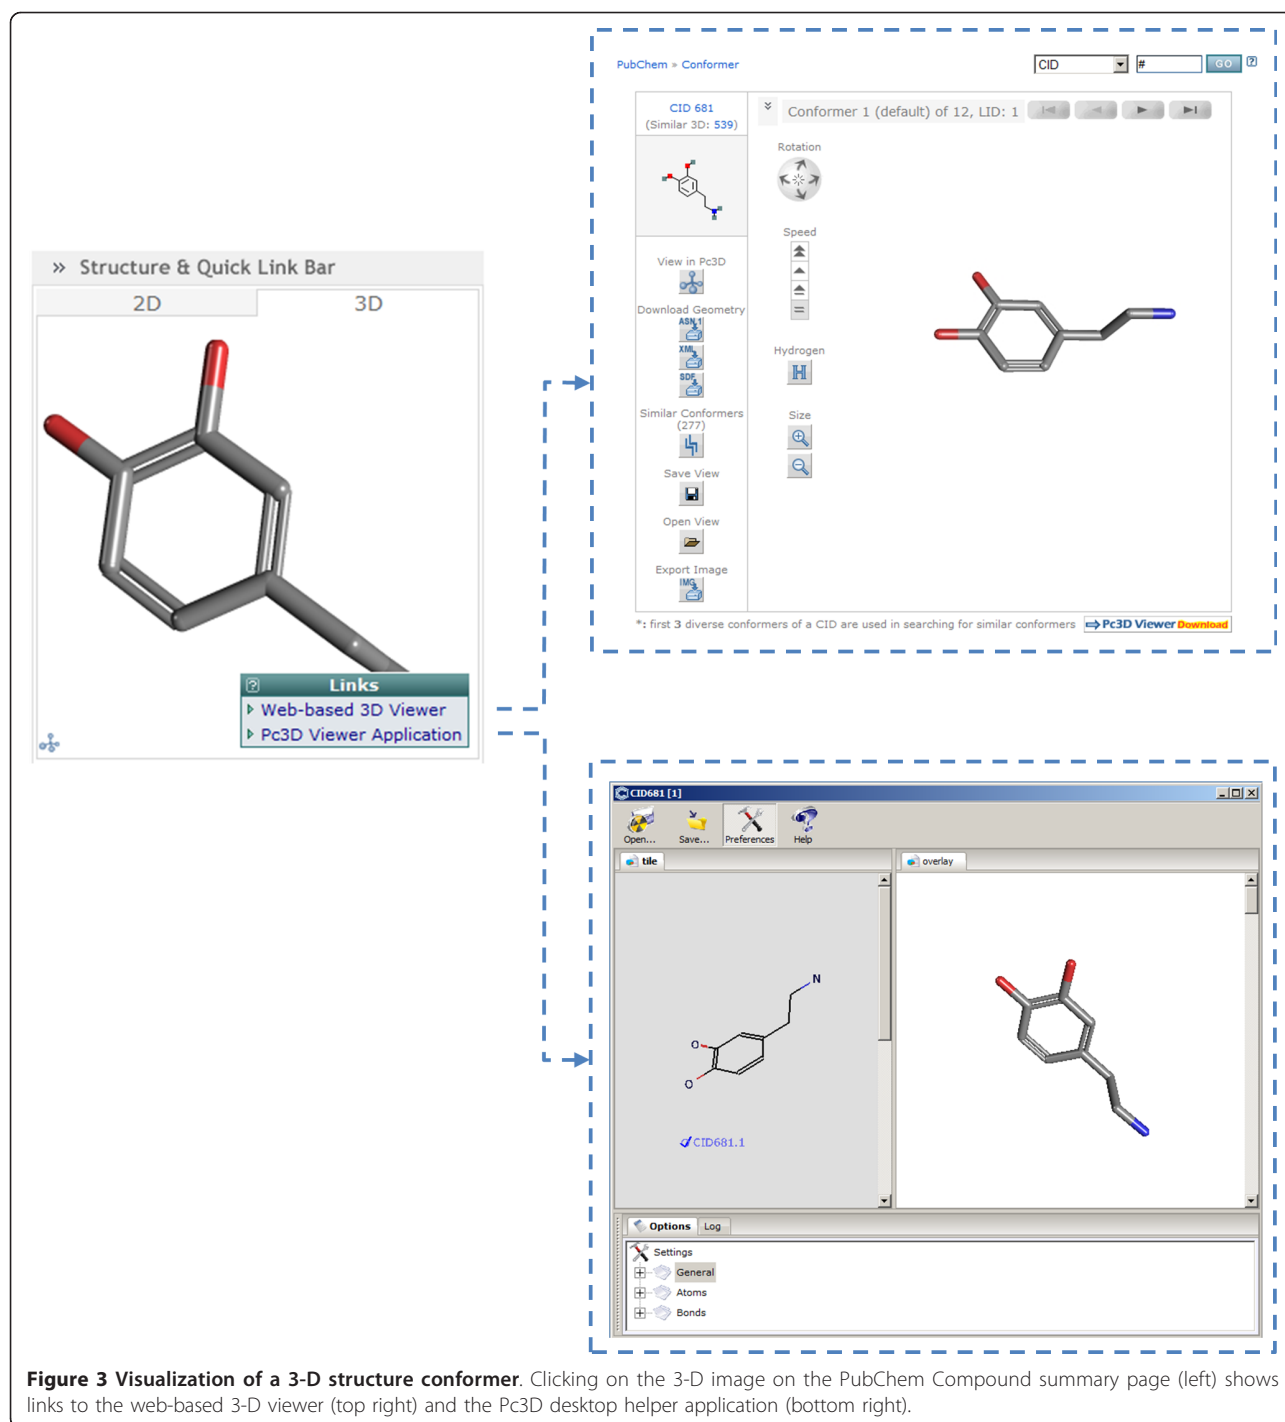 PubChem » Conformer
CID
#
GO
?
CID 681
(Similar 3D: 539)
Conformer 1 (default) of 12, LID: 1
Rotation
Speed
View in Pc3D
Download Geometry
ASN.1
XML
SDF
Hydrogen
H
Similar Conformers
(277)
Size
Save View
Open View
Export Image
IMG
*: first 3 diverse conformers of a CID are used in searching for similar conformers
Pc3D Viewer Download
» Structure & Quick Link Bar
2D
3D
? Links
Web-based 3D Viewer
Pc3D Viewer Application
CID681 [1]
Open...
Save...
Preferences
Help
tile
overlay
N
O
O
CID681.1
Options
Log
Settings
General
Atoms
Bonds
Figure 3 Visualization of a 3-D structure conformer. Clicking on the 3-D image on the PubChem Compound summary page (left) shows
links to the web-based 3-D viewer (top right) and the Pc3D desktop helper application (bottom right).